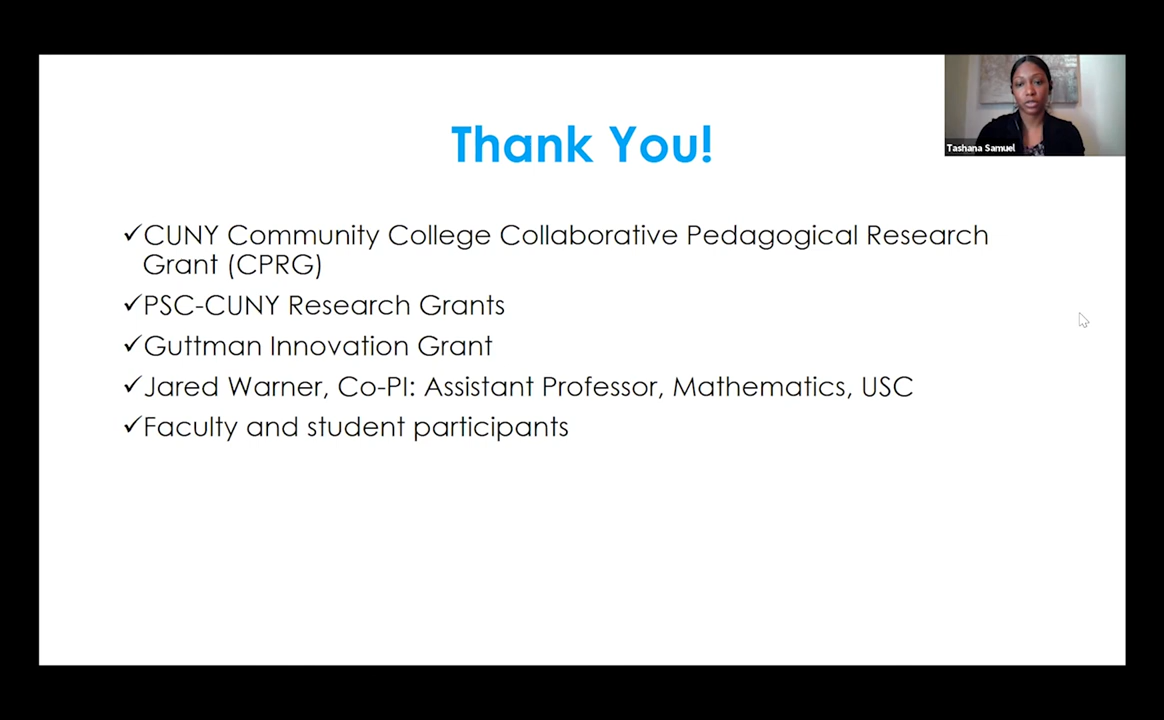 Thank You!
Tashana Samuel
✓CUNY Community College Collaborative Pedagogical Research
Grant (CPRG)
✓PSC-CUNY Research Grants
✓Guttman Innovation Grant
✓Jared Warner, Co-PI: Assistant Professor, Mathematics, USC
✓Faculty and student participants